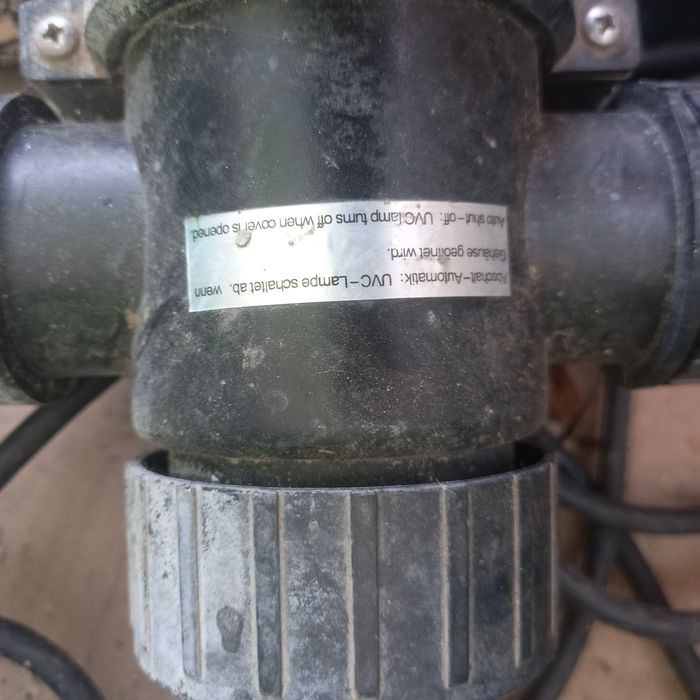 Abschalt-Automatik: UVC-Lampe schaltet ab, wenn
Gehäuse geöffnet wird.
Auto shut-off: UVC lamp turns off when cover is opened.